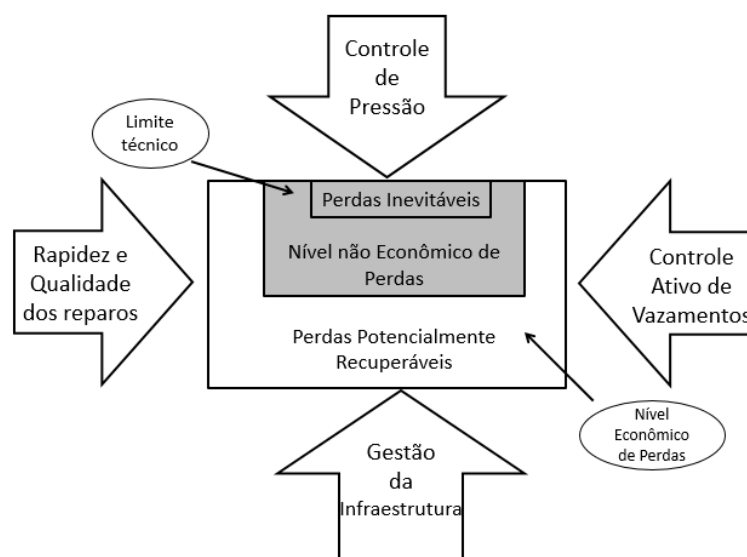 Controle
de
Pressão
Limite
técnico
Perdas Inevitáveis
Nível não Econômico de
Perdas
Rapidez e
Qualidade
dos reparos
Controle
Ativo de
Vazamentos
Perdas Potencialmente
Recuperáveis
Nível
Econômico
de Perdas
Gestão
da
Infraestrutura